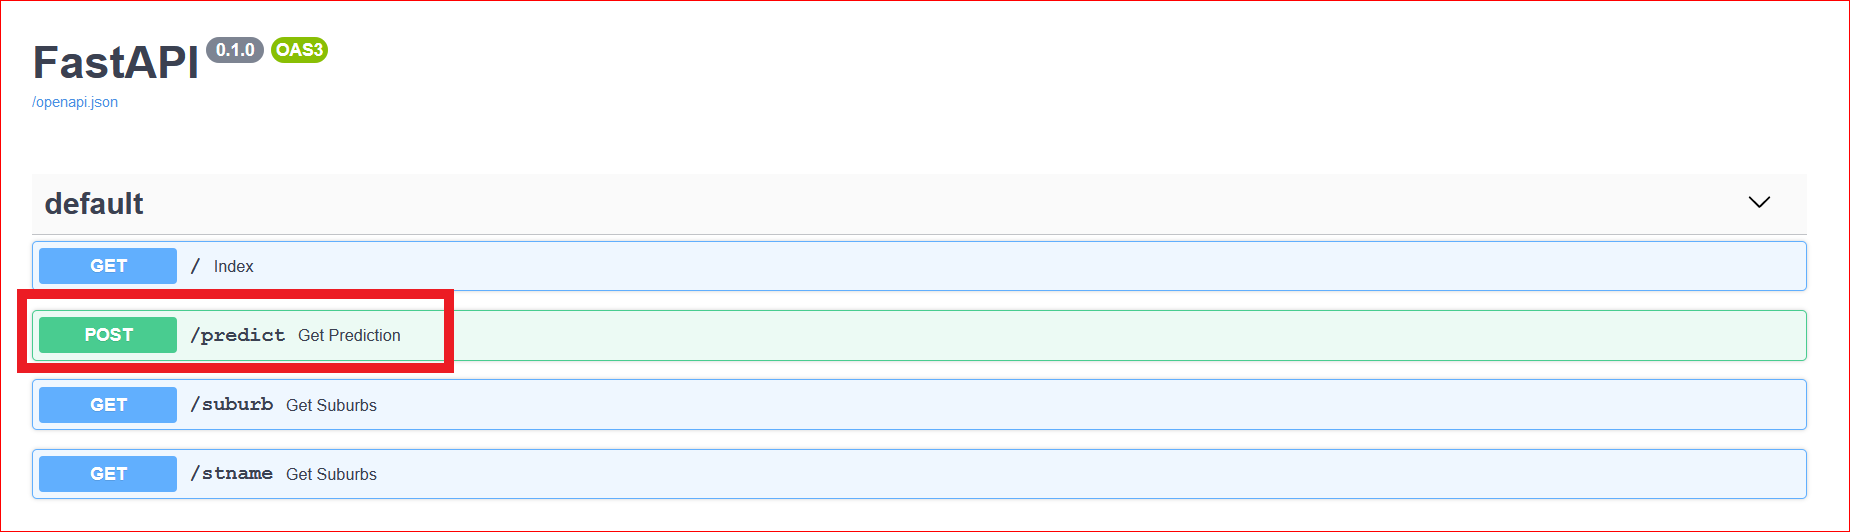 FastAPI 0.1.0 OAS3
/openapi.json
default
GET / Index
POST /predict Get Prediction
GET /suburb Get Suburbs
GET /stname Get Suburbs